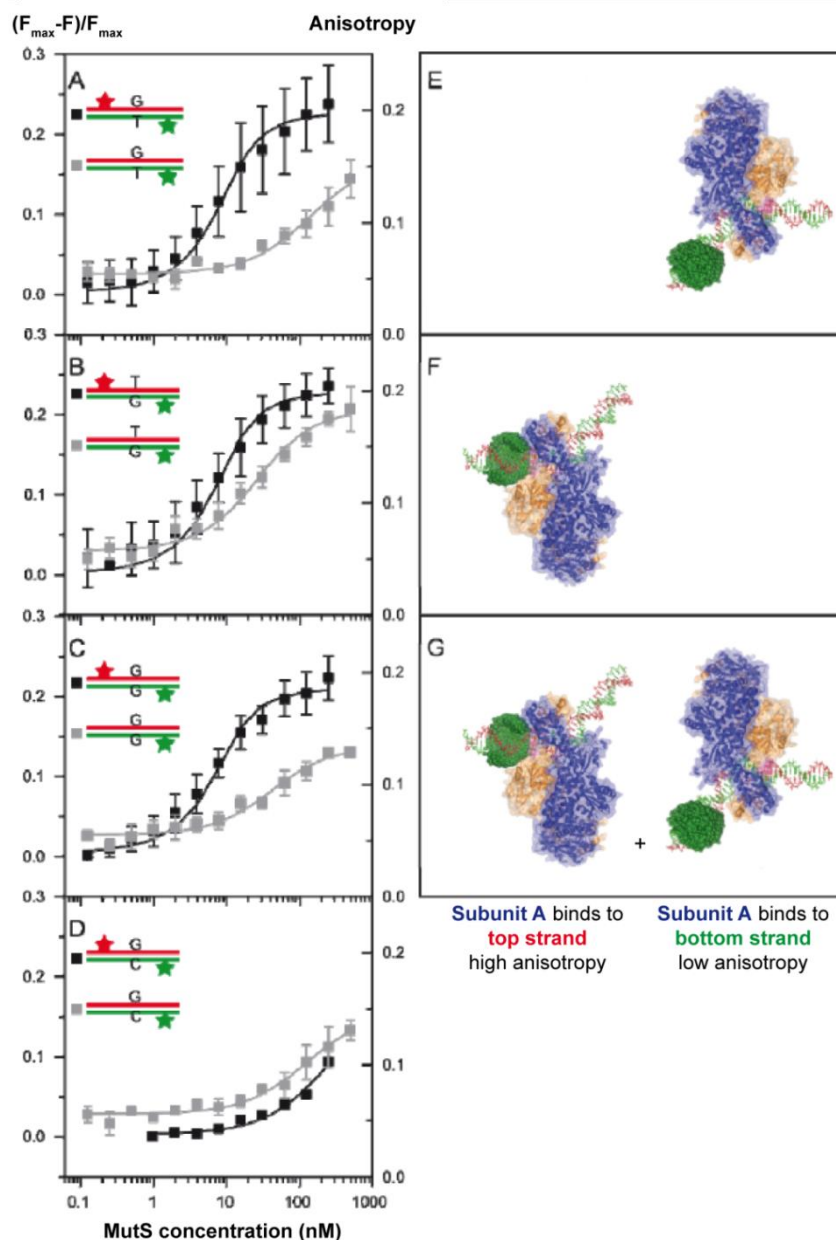 (Fmax-F)/Fmax Anisotropy
0.3
A
G
T
G
T
0.2
0.1
0.0
0.2
0.1
0.0
E
0.3
B
T
G
T
G
0.2
0.1
0.0
0.2
0.1
0.0
F
0.3
C
G
G
G
G
0.2
0.1
0.0
0.2
0.1
0.0
G
+
0.3
D
G
C
G
C
0.2
0.1
0.0
0.2
0.1
0.0
0.1 1 10 100 1000
MutS concentration (nM)
Subunit A binds to
top strand
high anisotropy
Subunit A binds to
bottom strand
low anisotropy